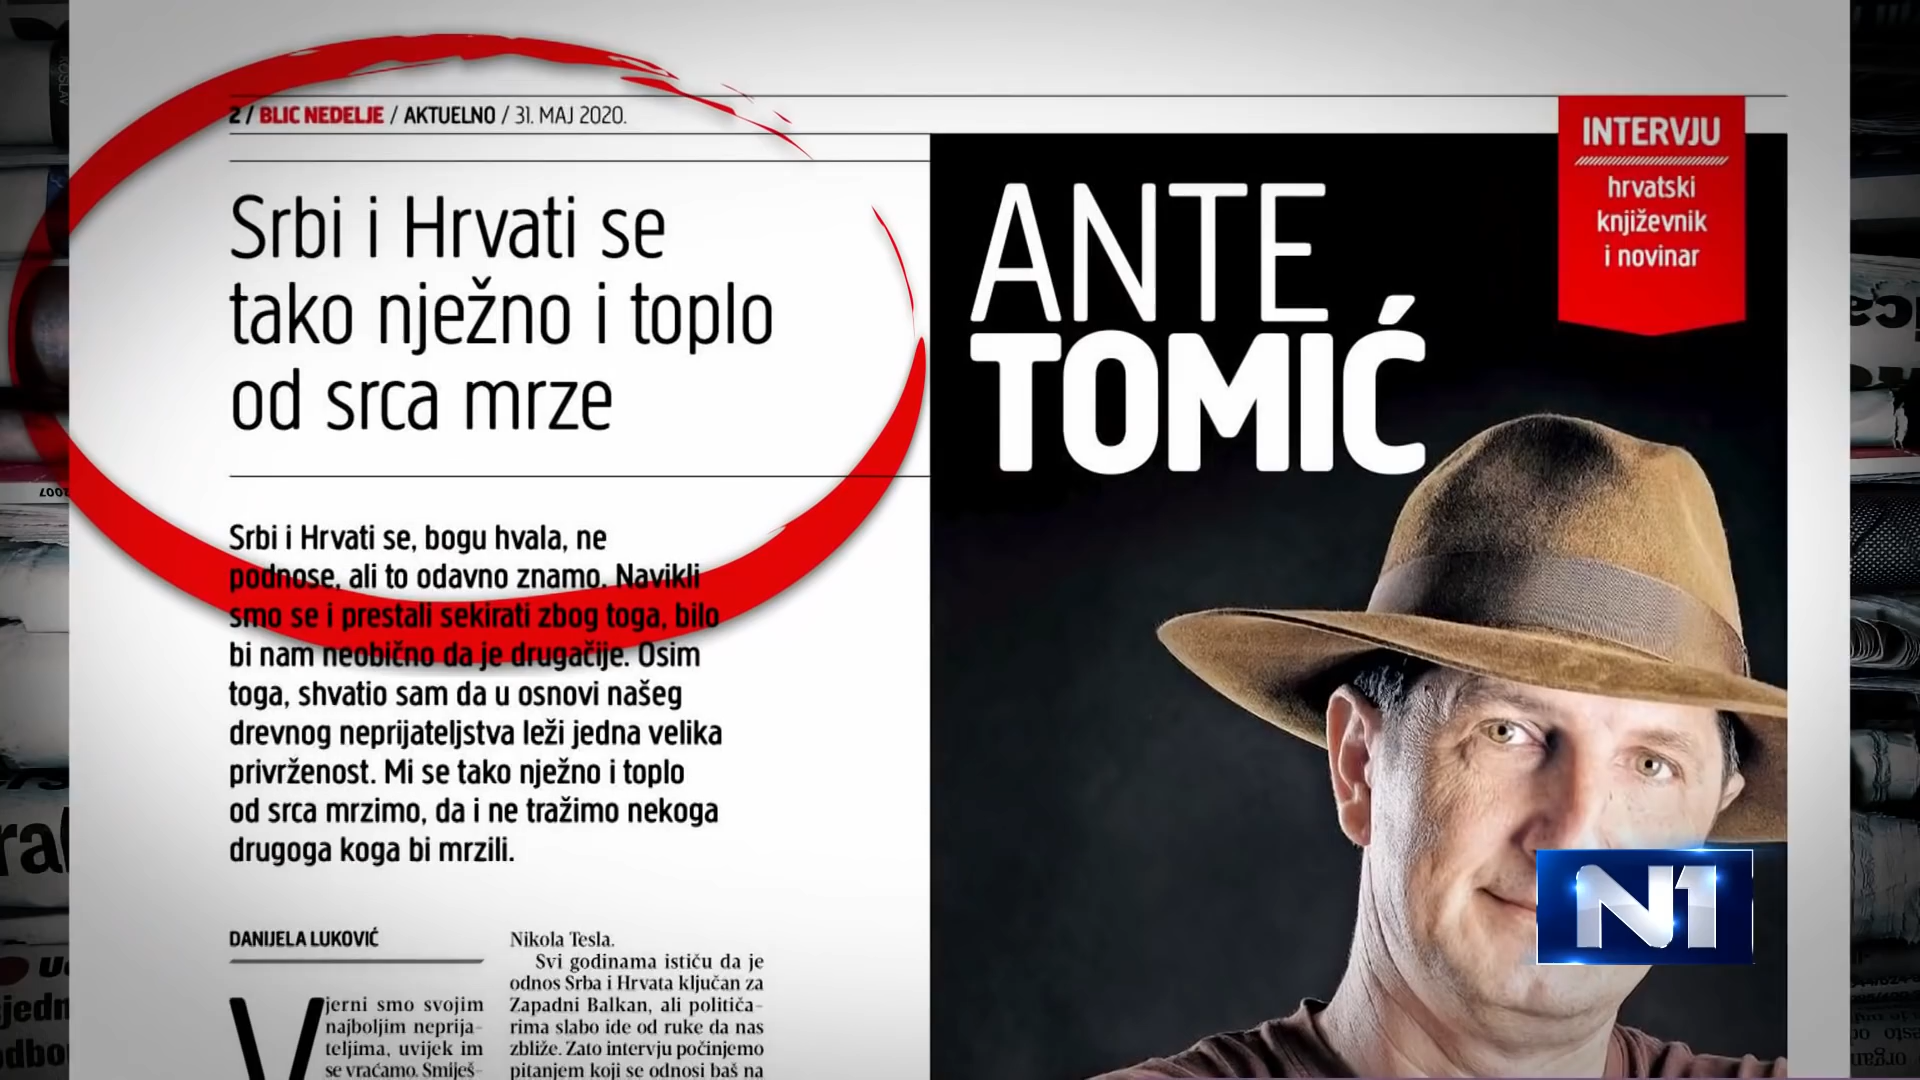 2 / BLIC NEDELJE / AKTUELNO / 31. MAJ 2020.
Srbi i Hrvati se
tako nježno i toplo
od srca mrze
Srbi i Hrvati se, bogu hvala, ne
podnose, ali to odavno znamo. Navikli
smo se i prestali sekirati zbog toga, bilo
bi nam neobično da je drugačije. Osim
toga, shvatio sam da u osnovi našeg
drevnog neprijateljstva leži jedna velika
privrženost. Mi se tako nježno i toplo
od srca mrzimo, da i ne tražimo nekoga
drugoga koga bi mrzili.
DANIJELA LUKOVIĆ
Vjerni smo svojim
najboljim neprija-
teljima, uvijek im
se vraćamo. Smiješ-
Nikola Tesla.
Svi godinama ističu da je
odnos Srba i Hrvata ključan za
Zapadni Balkan, ali političa-
rima slabo ide od ruke da nas
zbliže. Zato intervju počinjemo
pitanjem koji se odnosi baš na
ANTE
TOMIĆ
INTERVJU
hrvatski
književnik
i novinar
N1